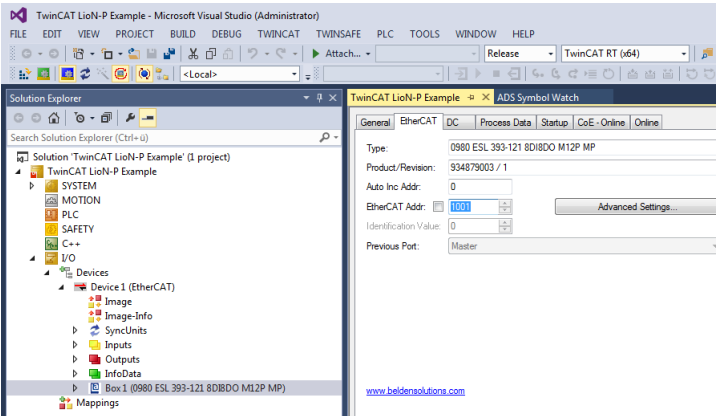 TwinCAT LioN-P Example - Microsoft Visual Studio (Administrator)
FILE EDIT VIEW PROJECT BUILD DEBUG TWINCAT TWINSAFE PLC TOOLS WINDOW HELP
Attach... Release TwinCAT RT (x64)
<Local>
Solution Explorer
Search Solution Explorer (Ctrl+ü)
Solution 'TwinCAT LioN-P Example' (1 project)
TwinCAT LioN-P Example
SYSTEM
MOTION
PLC
SAFETY
C++
I/O
Devices
Device 1 (EtherCAT)
Image
Image-Info
SyncUnits
Inputs
Outputs
InfoData
Box 1 (0980 ESL 393-121 8DI8DO M12P MP)
Mappings
TwinCAT LioN-P Example ADS Symbol Watch
General EtherCAT DC Process Data Startup CoE - Online Online
Type: 0980 ESL 393-121 8DI8DO M12P MP
Product/Revision: 934879003 / 1
Auto Inc Addr: 0
EtherCAT Addr: 1001 Advanced Settings...
Identification Value: 0
Previous Port: Master
www.beldensolutions.com